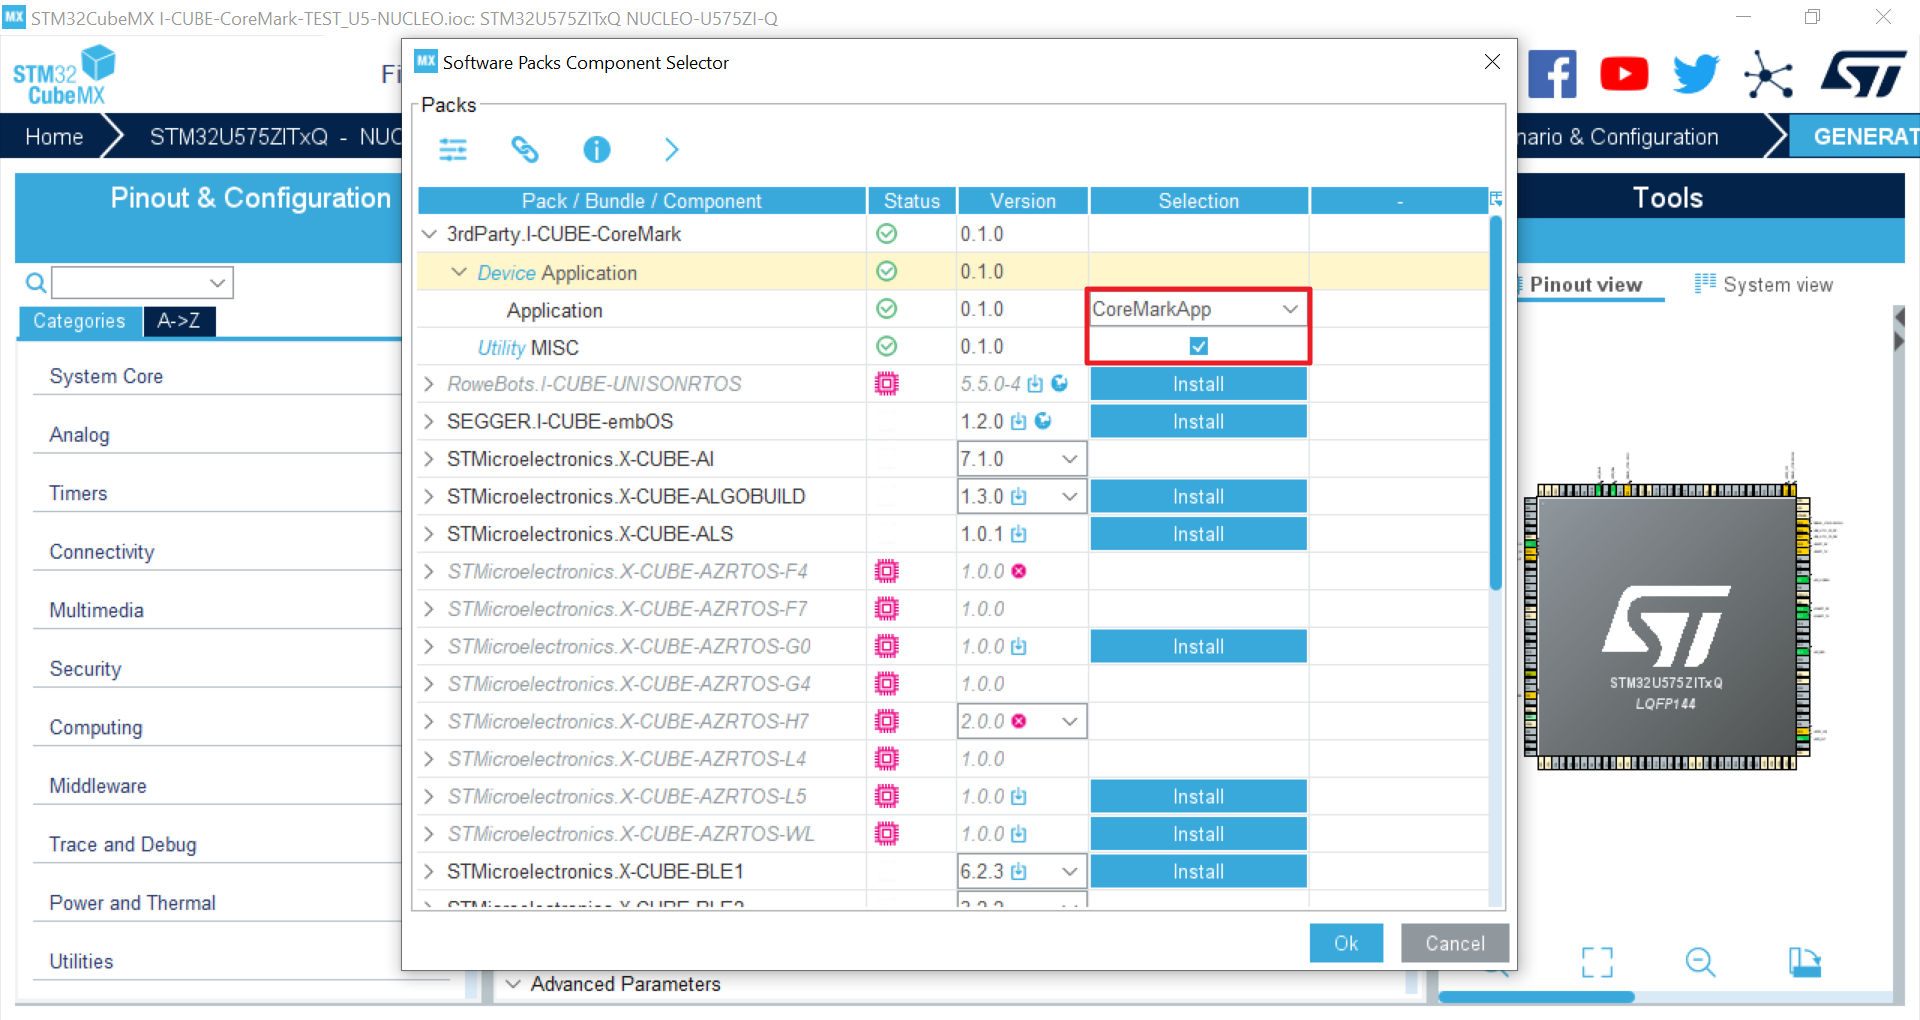 MX STM32CubeMX I-CUBE-CoreMark-TEST_U5-NUCLEO.ioc: STM32U575ZITxQ NUCLEO-U575ZI-Q
STM32
CubeMX
Fi
MX Software Packs Component Selector
Packs
Home
STM32U575ZITxQ - NUC
nario & Configuration
GENERAT
Pinout & Configuration
Tools
Pack / Bundle / Component Status Version Selection -
3rdParty.I-CUBE-CoreMark 0.1.0
Device Application 0.1.0
Application 0.1.0 CoreMarkApp
Utility MISC 0.1.0
RoweBots.I-CUBE-UNISONRTOS 5.5.0-4 Install
SEGGER.I-CUBE-embOS 1.2.0 Install
STMicroelectronics.X-CUBE-AI 7.1.0
STMicroelectronics.X-CUBE-ALGOBUILD 1.3.0 Install
STMicroelectronics.X-CUBE-ALS 1.0.1 Install
STMicroelectronics.X-CUBE-AZRTOS-F4 1.0.0
STMicroelectronics.X-CUBE-AZRTOS-F7 1.0.0
STMicroelectronics.X-CUBE-AZRTOS-G0 1.0.0 Install
STMicroelectronics.X-CUBE-AZRTOS-G4 1.0.0
STMicroelectronics.X-CUBE-AZRTOS-H7 2.0.0
STMicroelectronics.X-CUBE-AZRTOS-L4 1.0.0
STMicroelectronics.X-CUBE-AZRTOS-L5 1.0.0 Install
STMicroelectronics.X-CUBE-AZRTOS-WL 1.0.0 Install
STMicroelectronics.X-CUBE-BLE1 6.2.3 Install
Ok Cancel
Categories A->Z
System Core
Analog
Timers
Connectivity
Multimedia
Security
Computing
Middleware
Trace and Debug
Power and Thermal
Utilities
Advanced Parameters
Pinout view
System view
ST
STM32U575ZITxQ
LQFP144